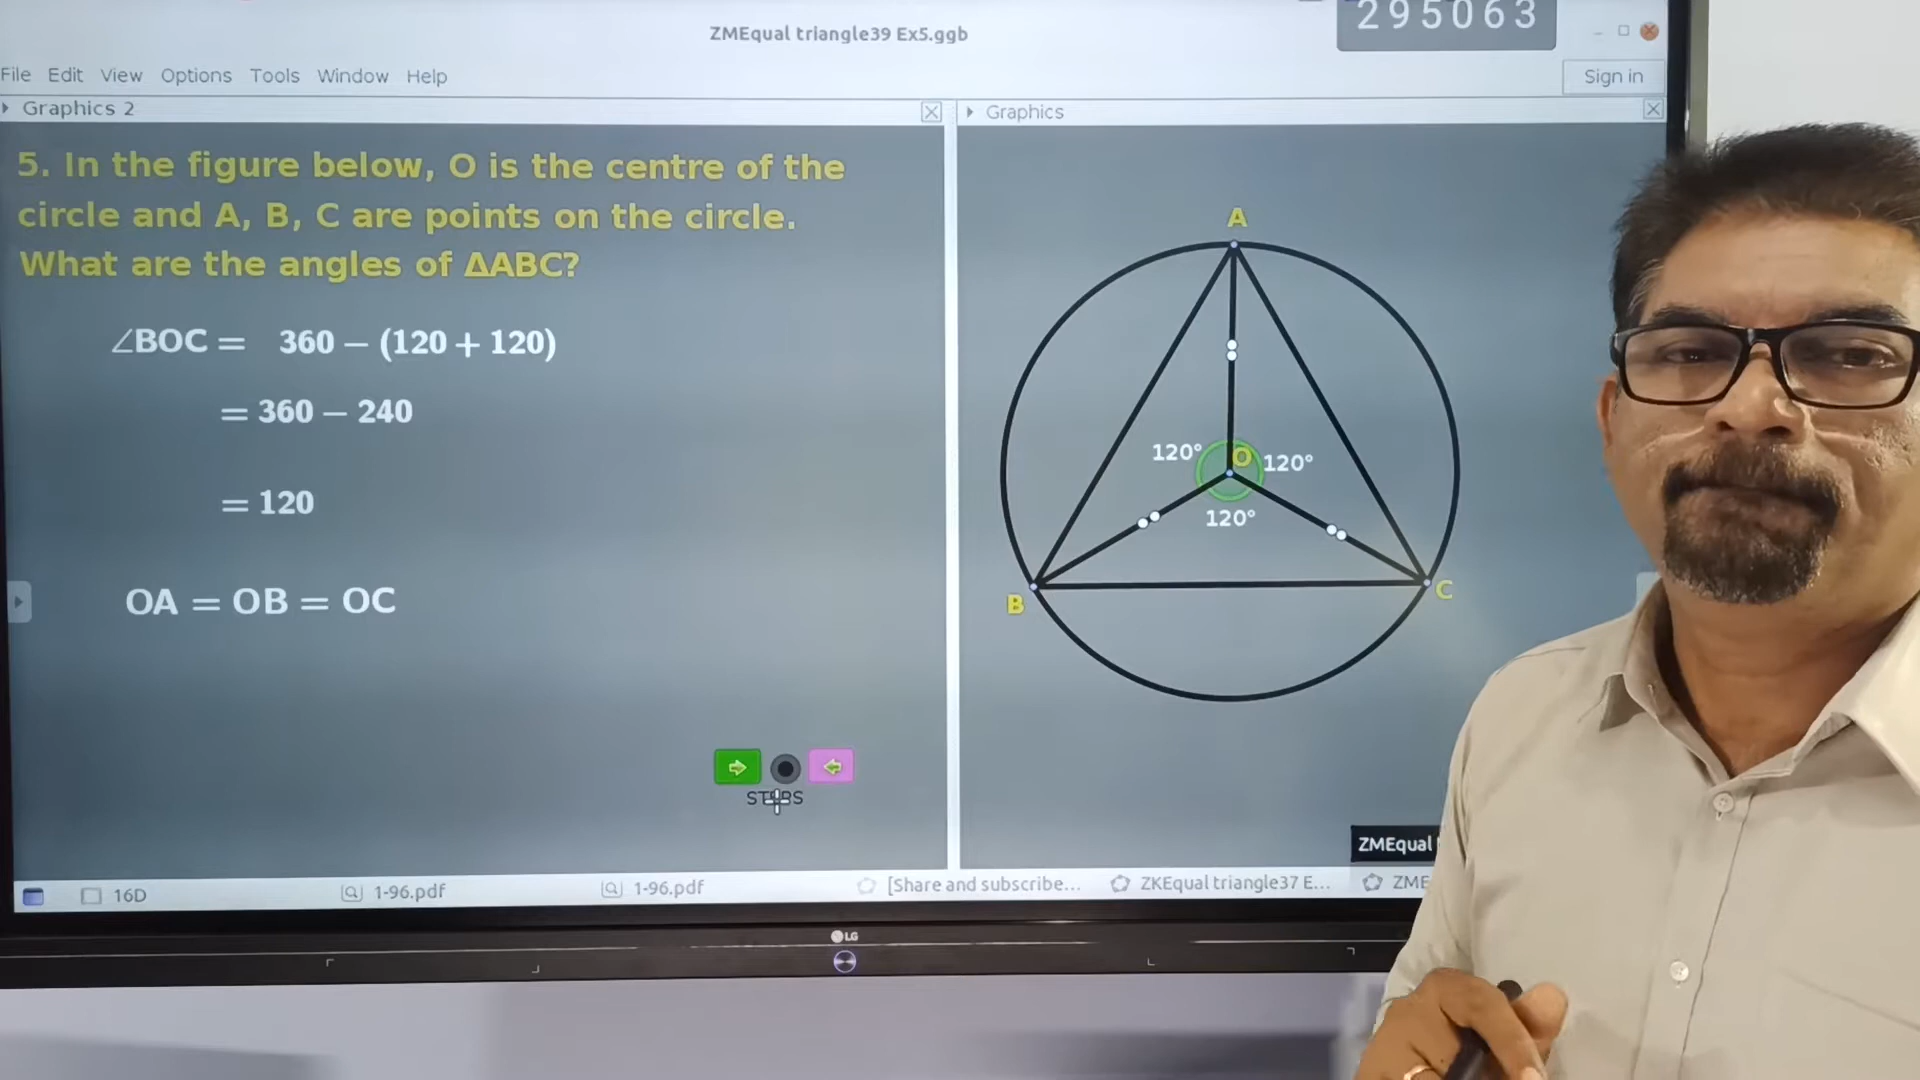 ZMEqual triangle39 Ex5.ggb
295063
File Edit View Options Tools Window Help
Sign in
Graphics 2
Graphics
5. In the figure below, O is the centre of the
circle and A, B, C are points on the circle.
What are the angles of ΔABC?
∠BOC = 360 – (120 + 120)
= 360 – 240
= 120
OA = OB = OC
STEPS
A
120°
O
120°
120°
B
C
ZMEqual
16D
1-96.pdf
1-96.pdf
[Share and subscribe...
ZKEqual triangle37 E...
ZME
LG